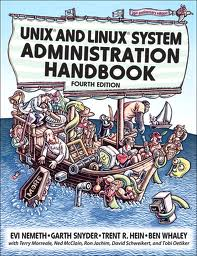 UNIX AND LINUX SYSTEM
ADMINISTRATION
HANDBOOK
FOURTH EDITION
EVI NEMETH • GARTH SNYDER • TRENT R. HEIN • BEN WHALEY
with Terry Morreale, Ned McClain, Ron Jachim, David Schweikert, and Tobi Oetiker